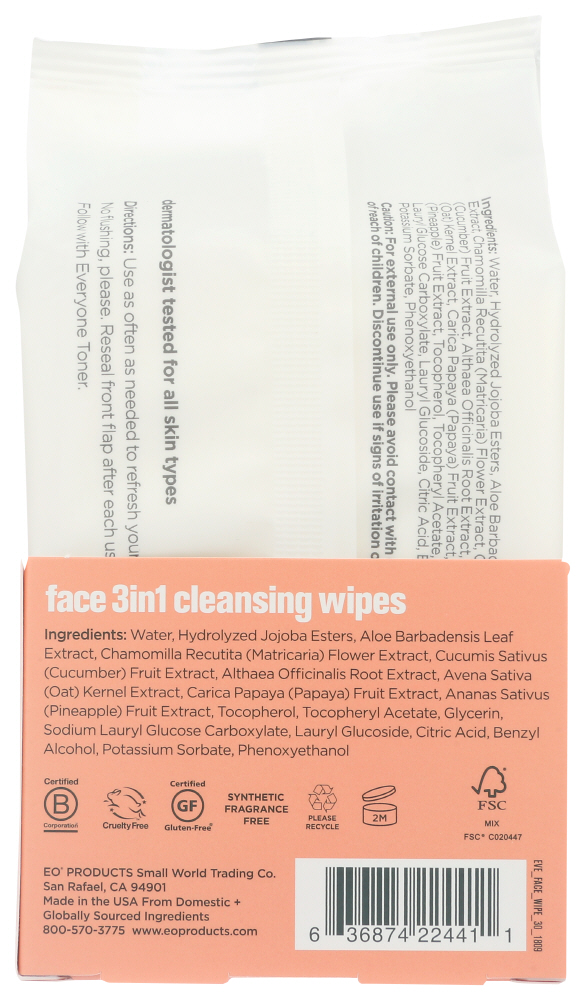 dermatologist tested for all skin types
Directions: Use as often as needed to refresh your
No flushing, please. Reseal front flap after each us
Follow with Everyone Toner.
Ingredients: Water, Hydrolyzed Jojoba Esters, Aloe Barbad
Extract, Chamomilla Recutita (Matricaria) Flower Extract, C
(Cucumber) Fruit Extract, Althaea Officinalis Root Extract,
(Oat) Kernel Extract, Carica Papaya (Papaya) Fruit Extract,
(Pineapple) Fruit Extract, Tocopherol, Tocopheryl Acetate,
Lauryl Glucose Carboxylate, Lauryl Glucoside, Citric Acid, B
Potassium Sorbate, Phenoxyethanol
Caution: For external use only. Please avoid contact with
of reach of children. Discontinue use if signs of irritation o
face 3in1 cleansing wipes
Ingredients: Water, Hydrolyzed Jojoba Esters, Aloe Barbadensis Leaf
Extract, Chamomilla Recutita (Matricaria) Flower Extract, Cucumis Sativus
(Cucumber) Fruit Extract, Althaea Officinalis Root Extract, Avena Sativa
(Oat) Kernel Extract, Carica Papaya (Papaya) Fruit Extract, Ananas Sativus
(Pineapple) Fruit Extract, Tocopherol, Tocopheryl Acetate, Glycerin,
Sodium Lauryl Glucose Carboxylate, Lauryl Glucoside, Citric Acid, Benzyl
Alcohol, Potassium Sorbate, Phenoxyethanol
Certified
B
Corporation
CrueltyFree
Certified
GF
Gluten-Free®
SYNTHETIC
FRAGRANCE
FREE
PLEASE
RECYCLE
2M
FSC
MIX
FSC® C020447
EO® PRODUCTS Small World Trading Co.
San Rafael, CA 94901
Made in the USA From Domestic +
Globally Sourced Ingredients
800-570-3775 www.eoproducts.com
6 36874 22441 1
EVE_FACE_WIPE_30_1809